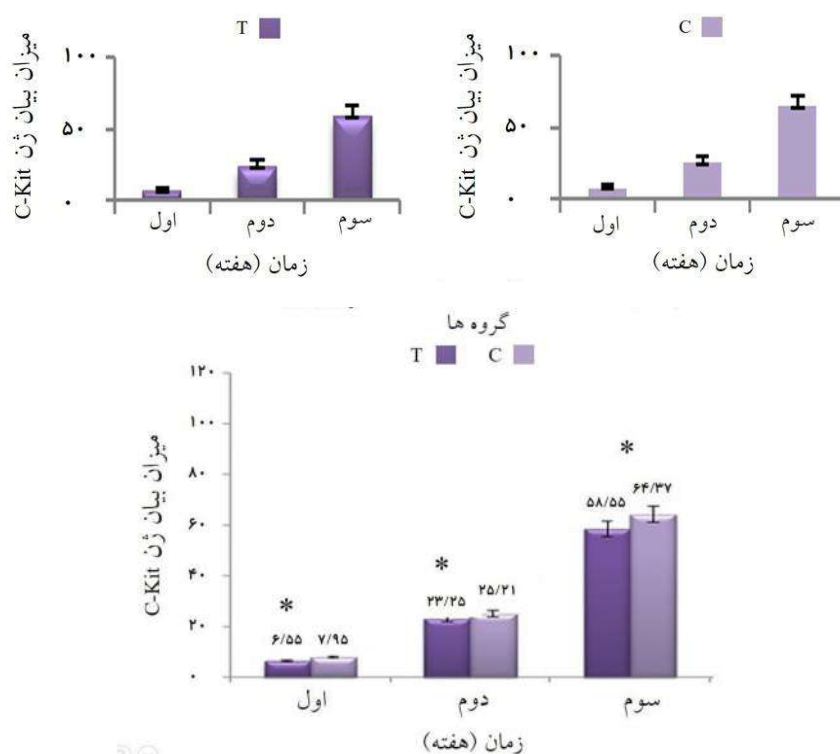 T
میزان بیان ژن C-Kit
۱۰۰
۵۰
۰
اول دوم سوم
زمان (هفته)
C
میزان بیان ژن C-Kit
۱۰۰
۵۰
۰
اول دوم سوم
زمان (هفته)
گروه ها
T C
میزان بیان ژن C-Kit
۱۲۰
۱۰۰
۸۰
۶۰
۴۰
۲۰
۰
* * *
۶/۵۵ ۷/۹۵
۲۳/۲۵ ۲۵/۲۱
۵۸/۵۵ ۶۴/۳۷
اول دوم سوم
زمان (هفته)